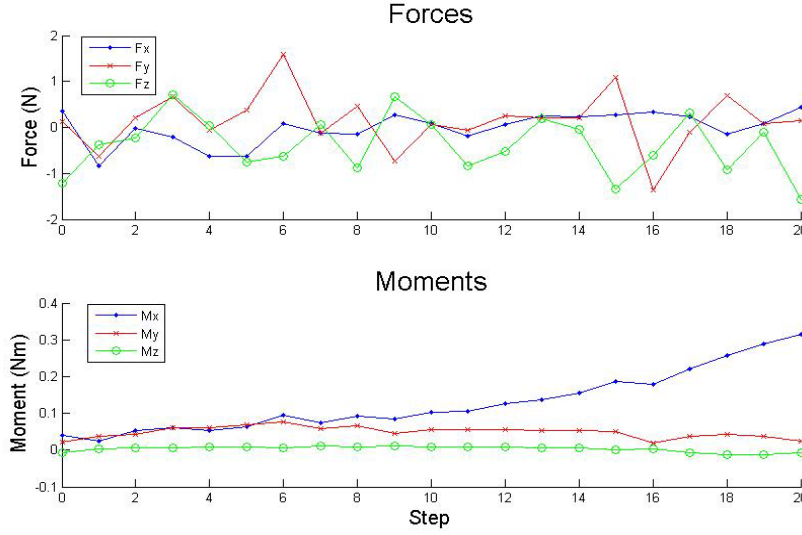 Forces
2
1
0
-1
-2
Force (N)
Fx
Fy
Fz
0 2 4 6 8 10 12 14 16 18 20
Moments
0.4
0.3
0.2
0.1
0
-0.1
Moment (Nm)
Mx
My
Mz
0 2 4 6 8 10 12 14 16 18 20
Step